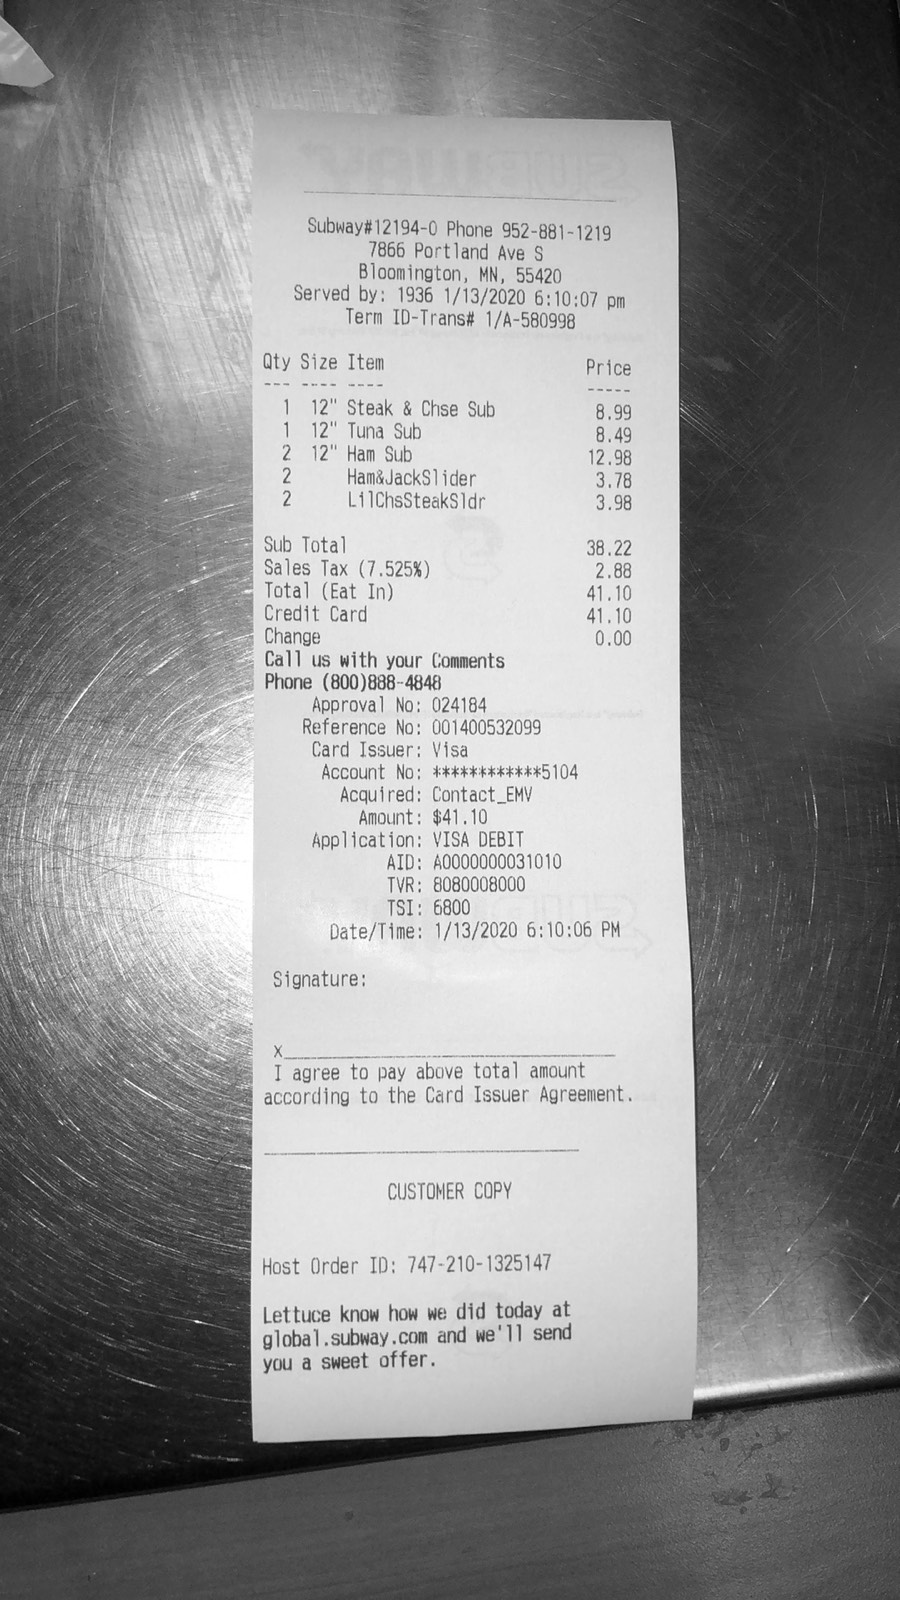 Subway#12194-0 Phone 952-881-1219
7866 Portland Ave S
Bloomington, MN, 55420
Served by: 1936 1/13/2020 6:10:07 pm
Term ID-Trans# 1/A-580998
Qty Size Item Price
--- ---- ---- -----
1 12" Steak & Chse Sub 8.99
1 12" Tuna Sub 8.49
2 12" Ham Sub 12.98
2 Ham&JackSlider 3.78
2 LilChsSteakSldr 3.98
Sub Total 38.22
Sales Tax (7.525%) 2.88
Total (Eat In) 41.10
Credit Card 41.10
Change 0.00
Call us with your Comments
Phone (800)888-4848
Approval No: 024184
Reference No: 001400532099
Card Issuer: Visa
Account No: ************5104
Acquired: Contact_EMV
Amount: $41.10
Application: VISA DEBIT
AID: A0000000031010
TVR: 8080008000
TSI: 6800
Date/Time: 1/13/2020 6:10:06 PM
Signature:
x
I agree to pay above total amount
according to the Card Issuer Agreement.
CUSTOMER COPY
Host Order ID: 747-210-1325147
Lettuce know how we did today at
global.subway.com and we'll send
you a sweet offer.